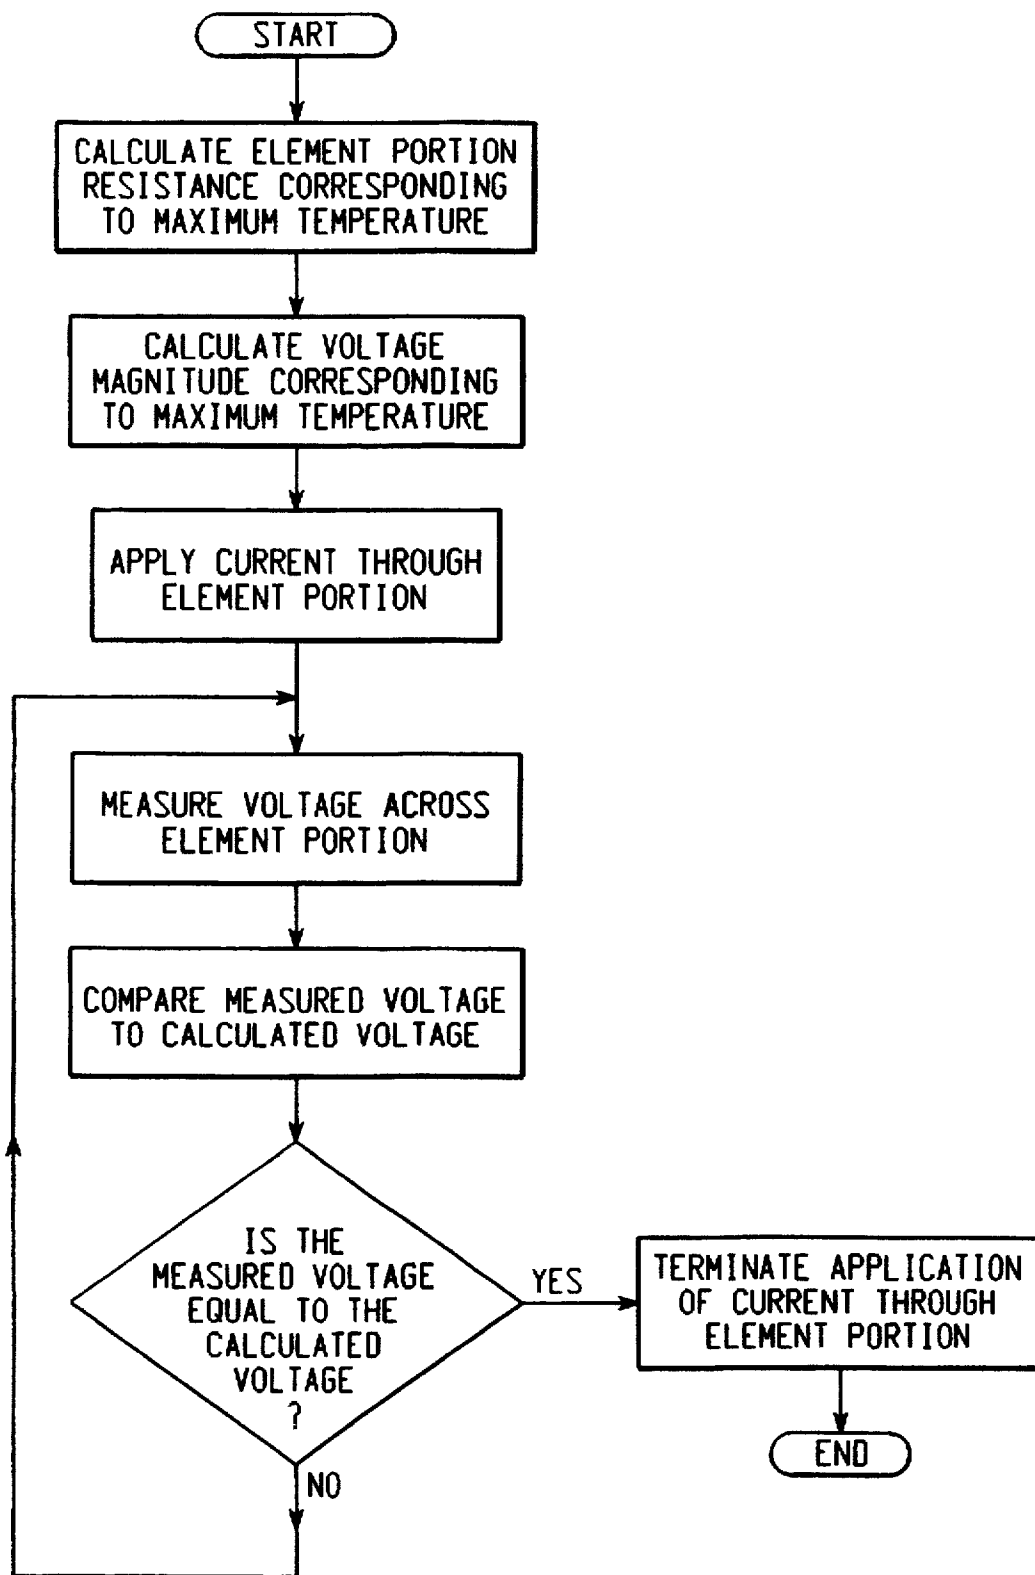 START
CALCULATE ELEMENT PORTION
RESISTANCE CORRESPONDING
TO MAXIMUM TEMPERATURE
CALCULATE VOLTAGE
MAGNITUDE CORRESPONDING
TO MAXIMUM TEMPERATURE
APPLY CURRENT THROUGH
ELEMENT PORTION
MEASURE VOLTAGE ACROSS
ELEMENT PORTION
COMPARE MEASURED VOLTAGE
TO CALCULATED VOLTAGE
IS THE
MEASURED VOLTAGE
EQUAL TO THE
CALCULATED
VOLTAGE
?
YES
TERMINATE APPLICATION
OF CURRENT THROUGH
ELEMENT PORTION
END
NO